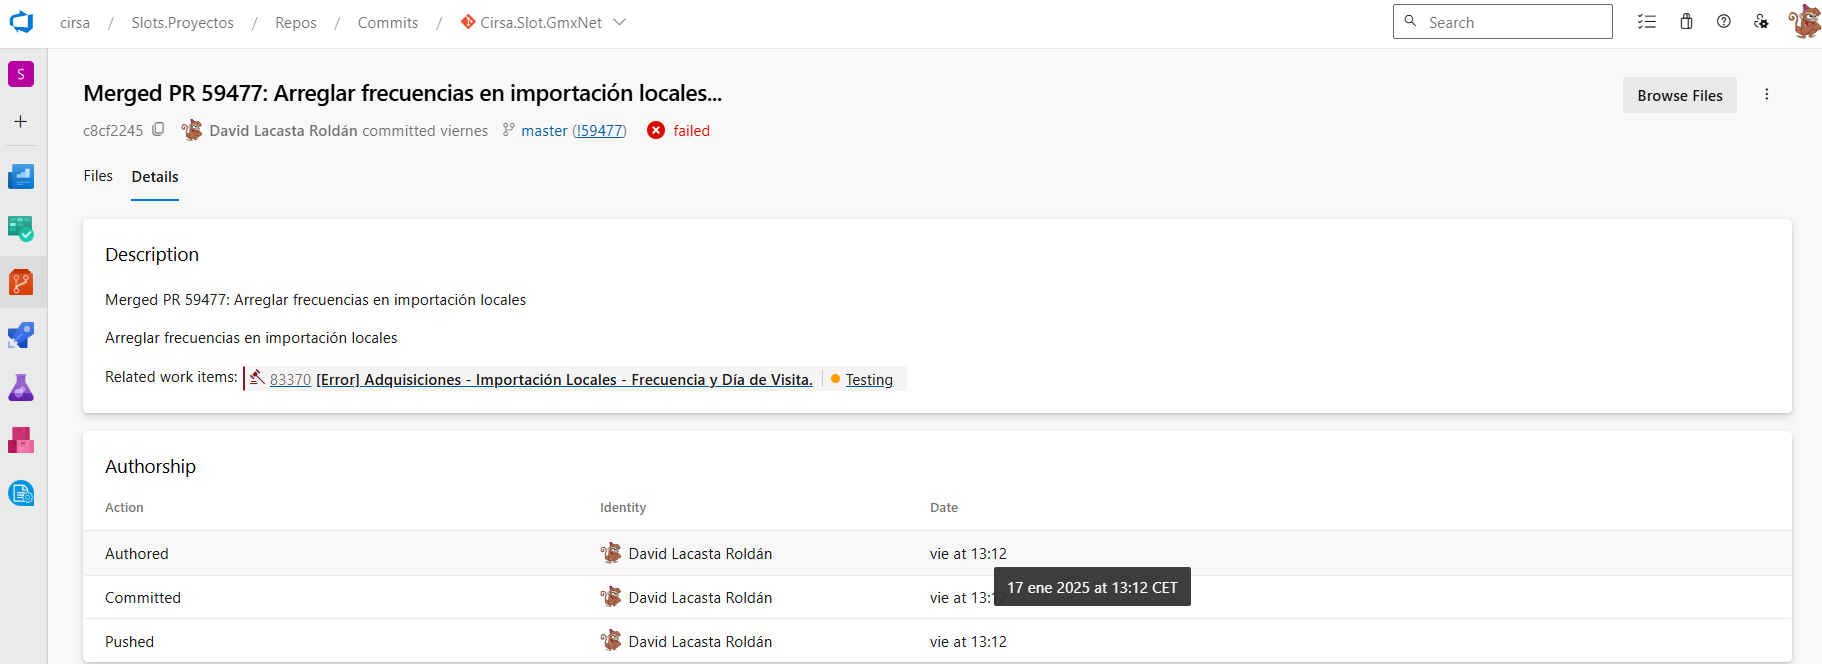 cirsa / Slots.Proyectos / Repos / Commits / Cirsa.Slot.GmxNet
Search
S
Merged PR 59477: Arreglar frecuencias en importación locales...
Browse Files
c8cf2245 David Lacasta Roldán committed viernes master (!59477) failed
Files Details
Description
Merged PR 59477: Arreglar frecuencias en importación locales
Arreglar frecuencias en importación locales
Related work items: 83370 [Error] Adquisiciones - Importación Locales - Frecuencia y Día de Visita. Testing
Authorship
Action Identity Date
Authored David Lacasta Roldán vie at 13:12
17 ene 2025 at 13:12 CET
Committed David Lacasta Roldán vie at 13:12
Pushed David Lacasta Roldán vie at 13:12